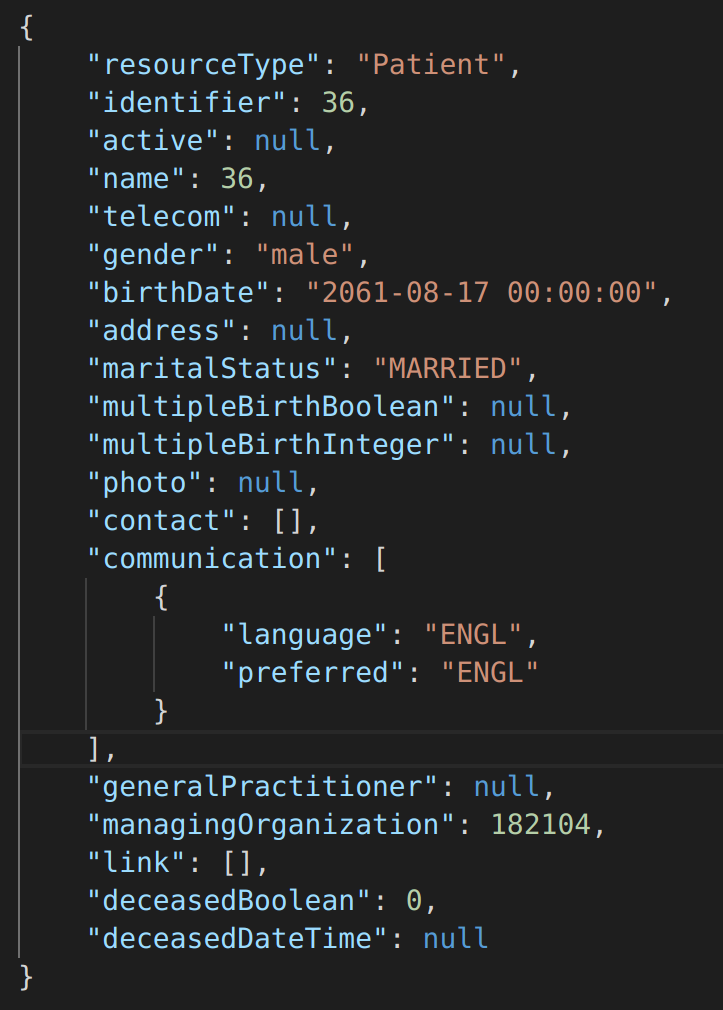 {
"resourceType": "Patient",
"identifier": 36,
"active": null,
"name": 36,
"telecom": null,
"gender": "male",
"birthDate": "2061-08-17 00:00:00",
"address": null,
"maritalStatus": "MARRIED",
"multipleBirthBoolean": null,
"multipleBirthInteger": null,
"photo": null,
"contact": [],
"communication": [
{
"language": "ENGL",
"preferred": "ENGL"
}
],
"generalPractitioner": null,
"managingOrganization": 182104,
"link": [],
"deceasedBoolean": 0,
"deceasedDateTime": null
}